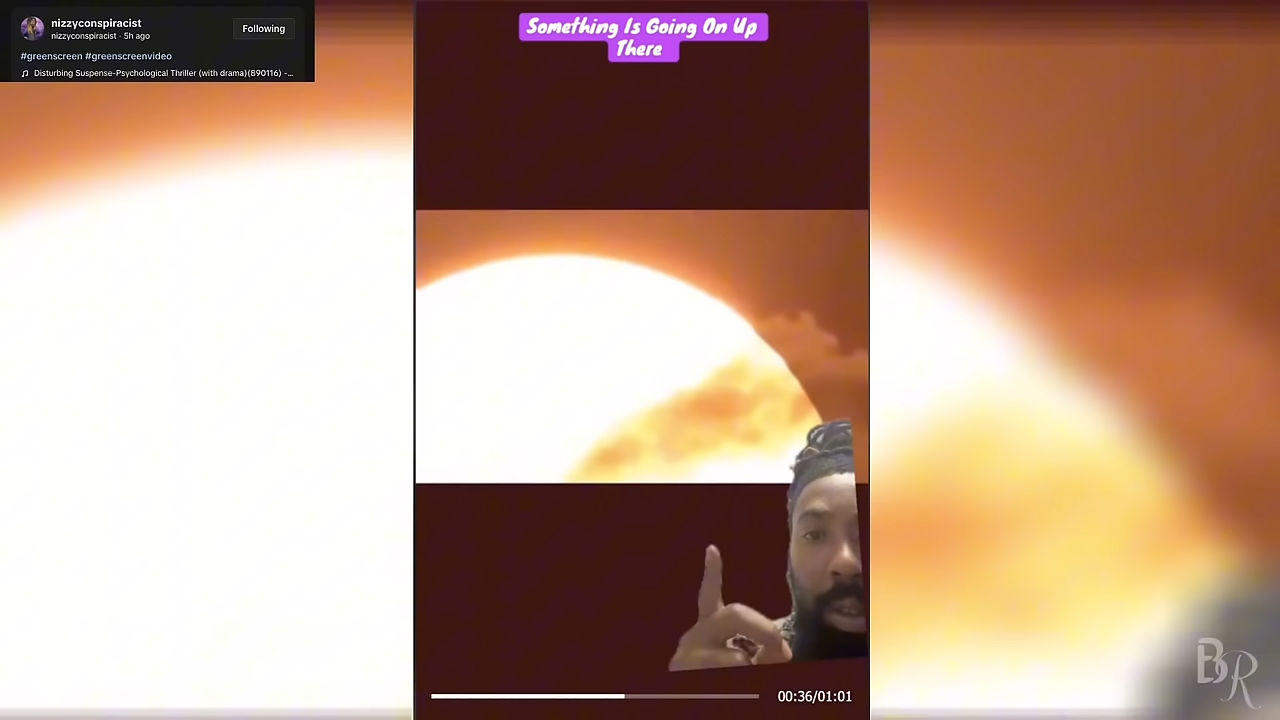 nizzyconspiracist
nizzyconspiracist · 5h ago
Following
#greenscreen #greenscreenvideo
Disturbing Suspense-Psychological Thriller (with drama)(890116) -...
Something Is Going On Up
There
00:36/01:01
BR